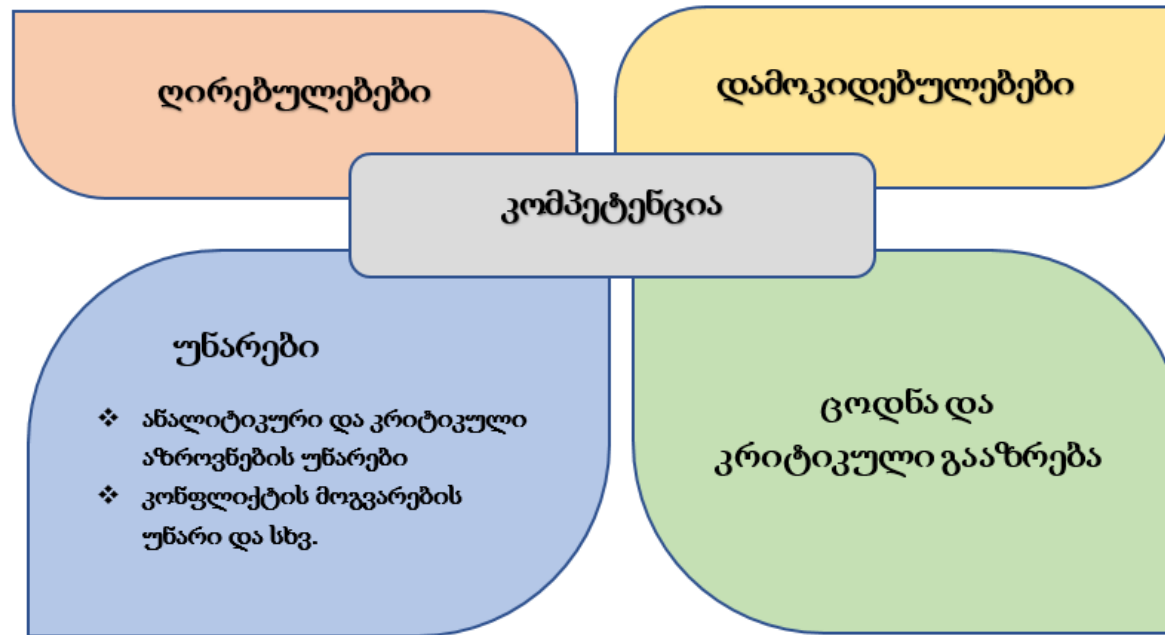 ღირებულებები
დამოკიდებულებები
კომპეტენცია
უნარები
❖ ანალიტიკური და კრიტიკული
აზროვნების უნარები
❖ კონფლიქტის მოგვარების
უნარი და სხვ.
ცოდნა და
კრიტიკული გააზრება